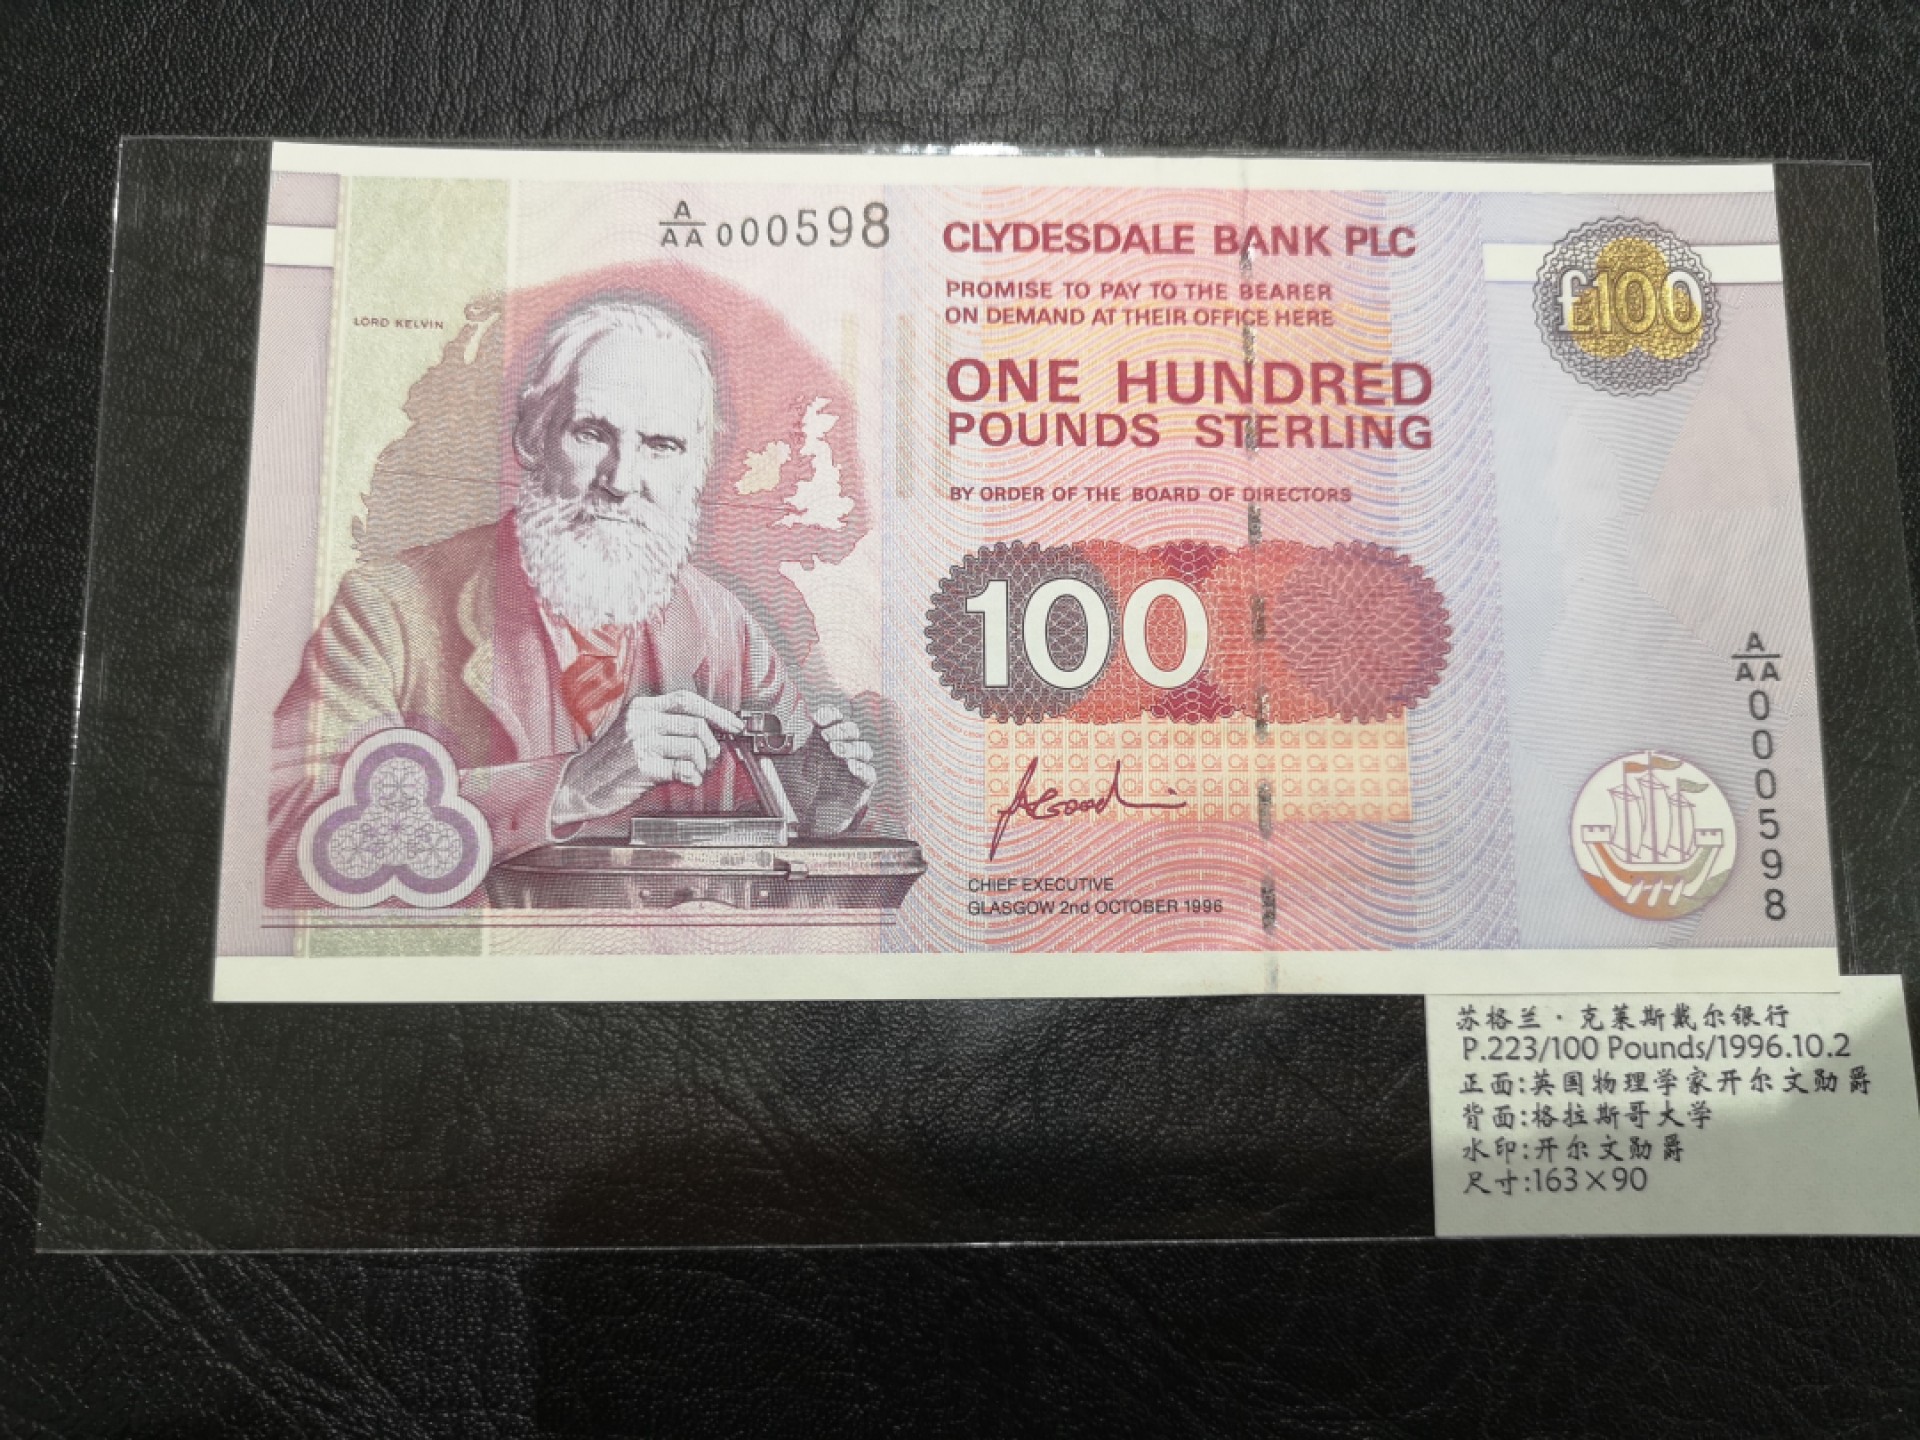 A/AA 000598
CLYDESDALE BANK PLC
PROMISE TO PAY TO THE BEARER
ON DEMAND AT THEIR OFFICE HERE
£100
LORD KELVIN
ONE HUNDRED
POUNDS STERLING
BY ORDER OF THE BOARD OF DIRECTORS
100
A/AA 000598
CHIEF EXECUTIVE
GLASGOW 2nd OCTOBER 1996
苏格兰·克莱斯戴尔银行
P.223/100 Pounds/1996.10.2
正面:英国物理学家开尔文勋爵
背面:格拉斯哥大学
水印:开尔文勋爵
尺寸:163×90